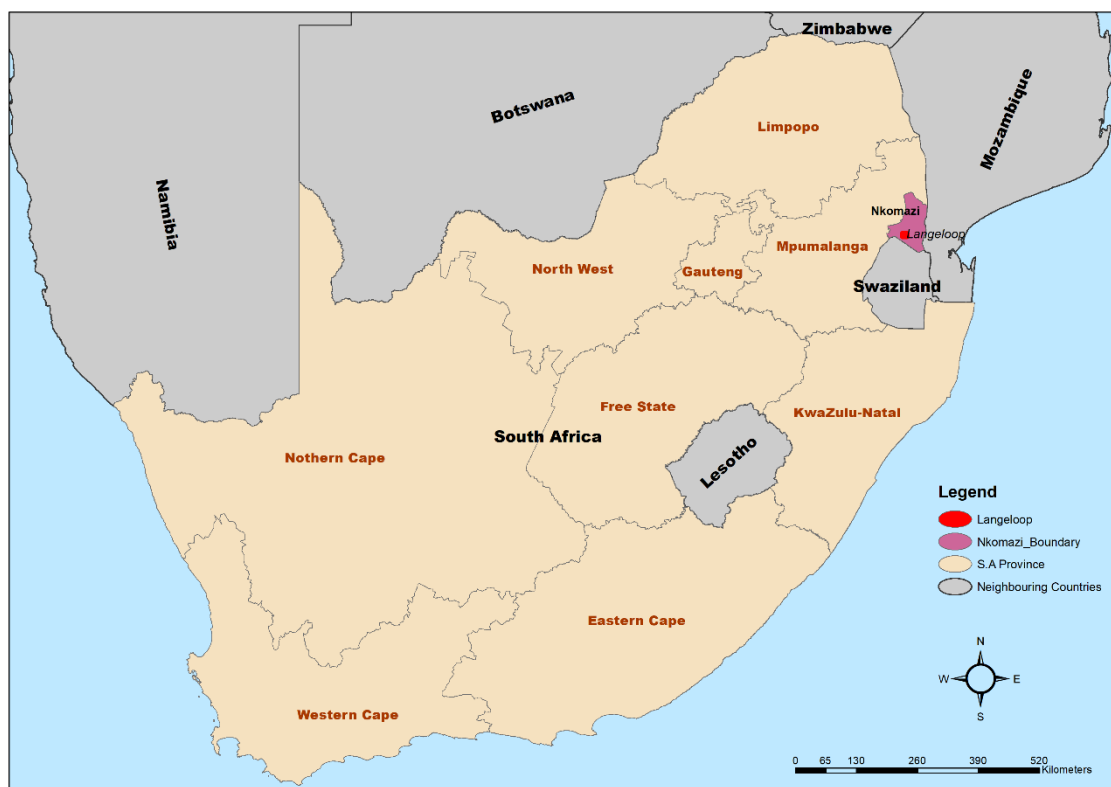 Zimbabwe
Botswana
Mozambique
Limpopo
Namibia
Nkomazi
Langeloop
Mpumalanga
North West
Gauteng
Swaziland
Free State
KwaZulu-Natal
South Africa
Nothern Cape
Lesotho
Legend
Langeloop
Nkomazi_Boundary
S.A Province
Neighbouring Countries
Eastern Cape
N
W E
S
Western Cape
0 65 130 260 390 520
Kilometers